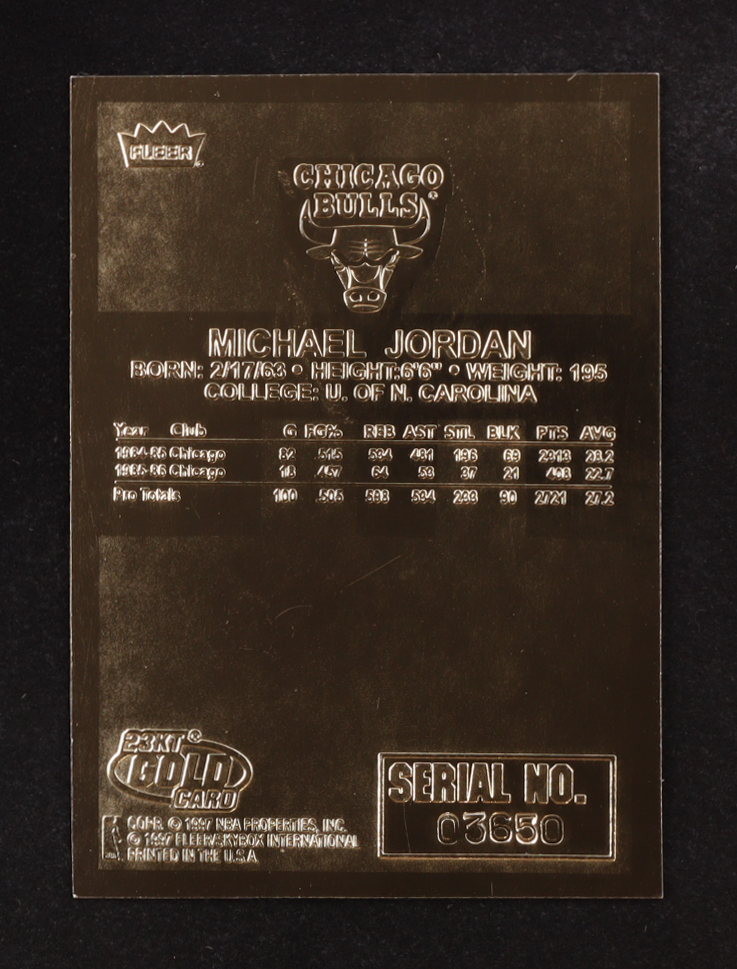 FLEER
CHICAGO
BULLS®
MICHAEL JORDAN
BORN: 2/17/63 • HEIGHT:6'6" • WEIGHT: 195
COLLEGE: U. OF N. CAROLINA
Year Club G FG% REB AST STL BLK PTS AVG
1984-85 Chicago 82 .515 534 481 196 69 2313 28.2
1985-86 Chicago 18 .457 64 53 37 21 408 22.7
Pro Totals 100 .505 598 534 233 90 2721 27.2
23KT ©
GOLD
CARD
SERIAL NO.
03650
COPR. © 1997 NBA PROPERTIES, INC.
© 1997 FLEER/SKYBOX INTERNATIONAL
PRINTED IN THE U.S.A